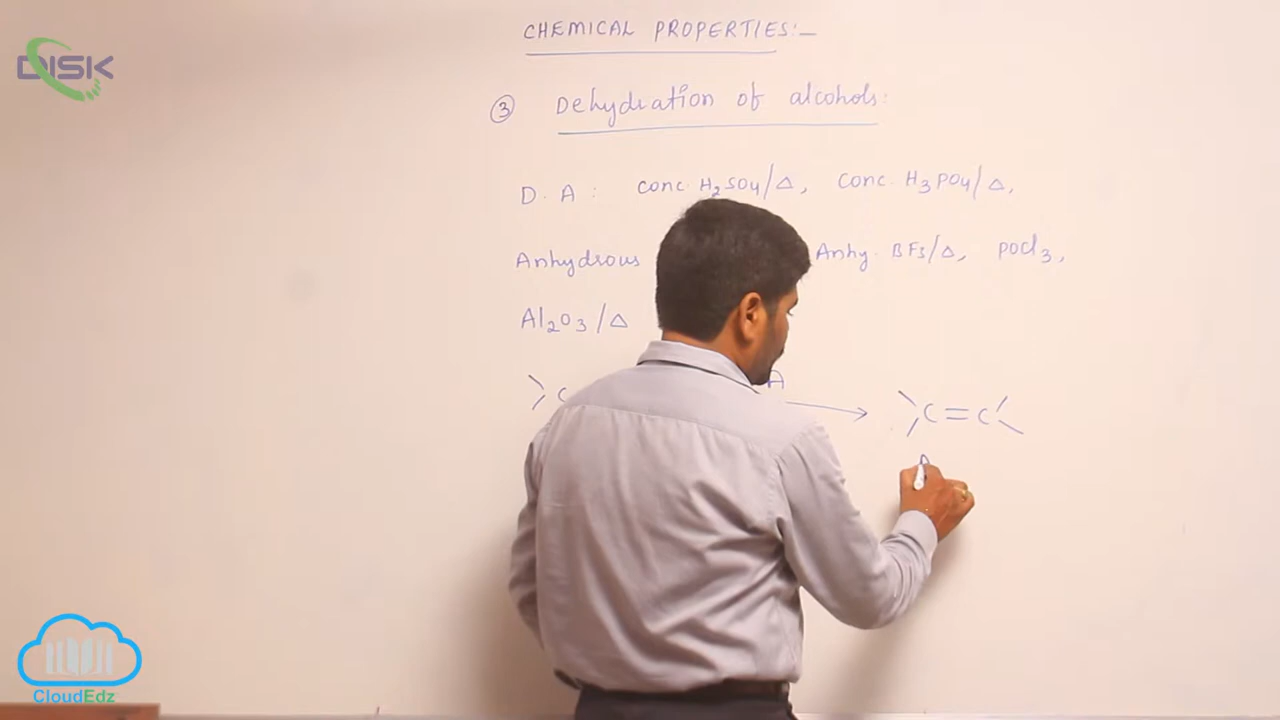 DISK
CHEMICAL PROPERTIES:-
③ Dehydration of alcohols:
D. A : Conc. H₂SO₄/Δ, Conc. H₃PO₄/Δ,
Anhydrous Anhy. BF₃/Δ, POCl₃,
Al₂O₃/Δ
C A C=C
A
CloudEdz